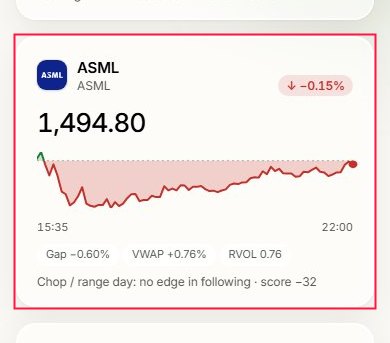 ASML
ASML
ASML
↓ −0.15%
1,494.80
15:35
22:00
Gap −0.60%
VWAP +0.76%
RVOL 0.76
Chop / range day: no edge in following · score −32